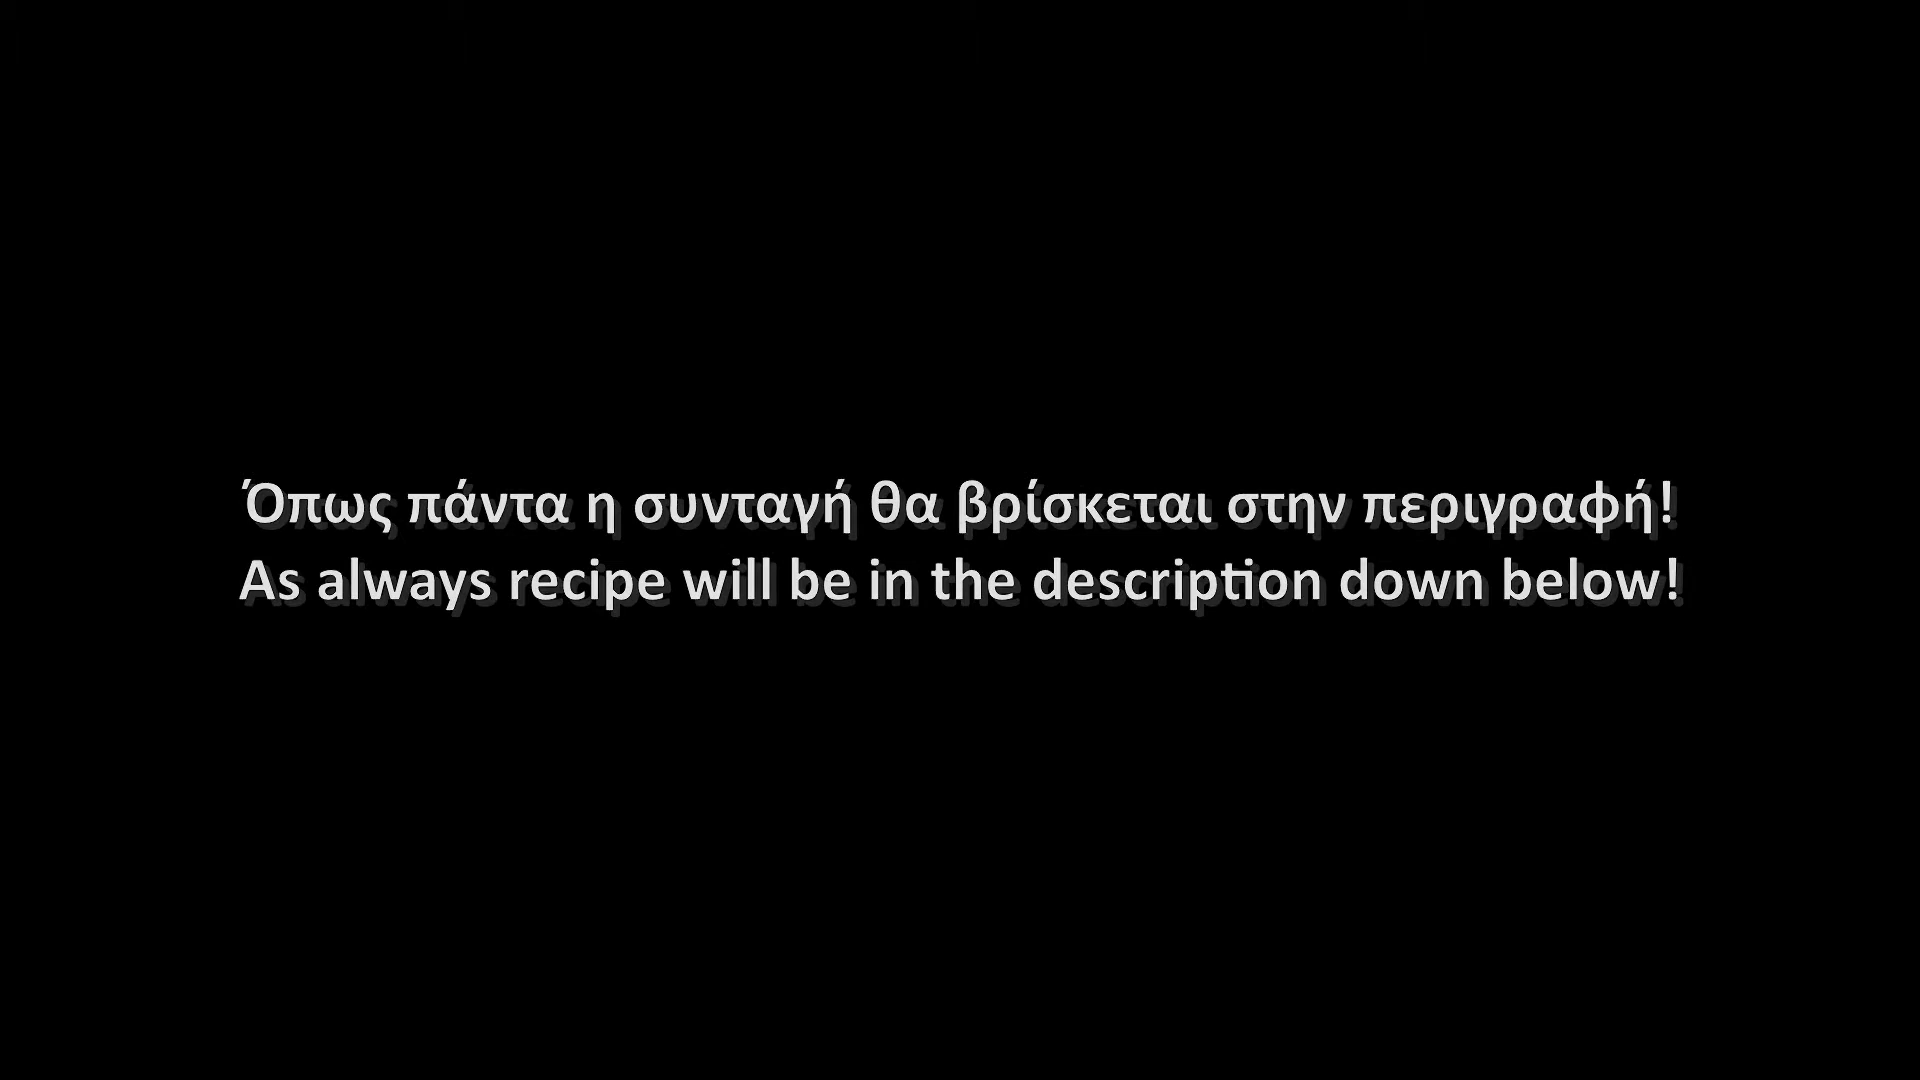 Όπως πάντα η συνταγή θα βρίσκεται στην περιγραφή!
As always recipe will be in the description down below!